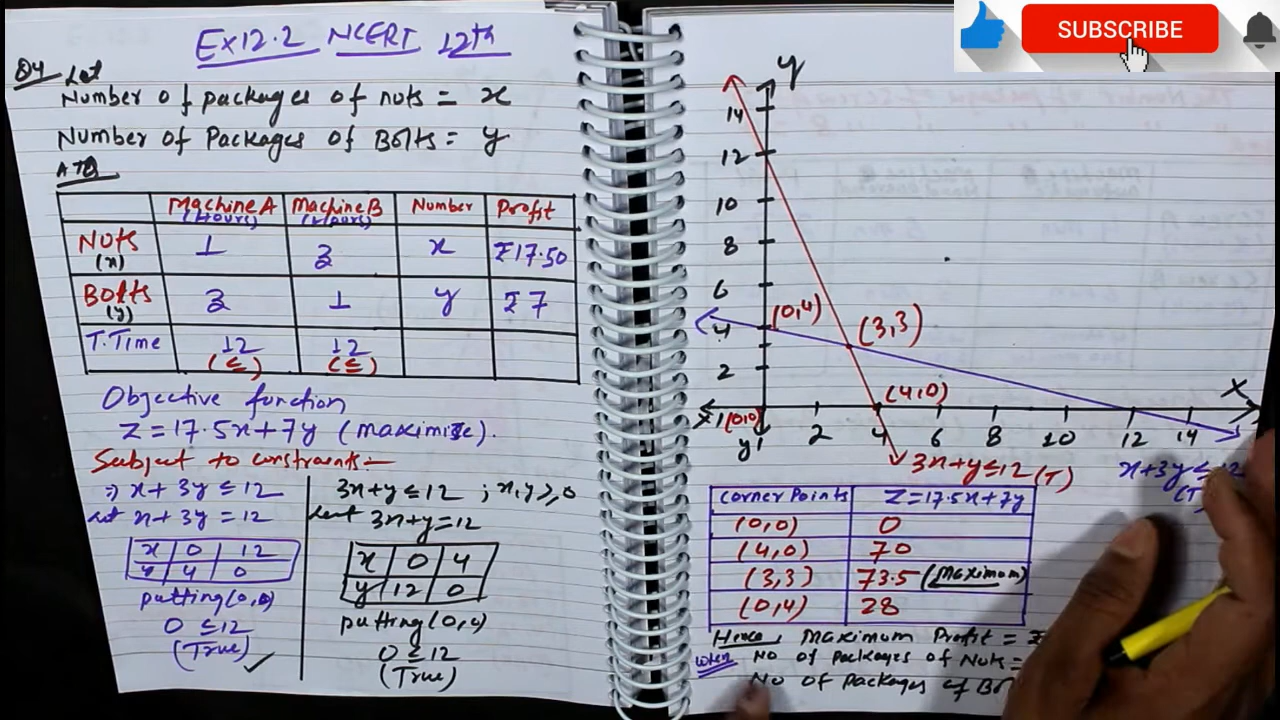 Ex12.2 NCERT 12th
Q4 Let
Number of packages of nuts = x
Number of Packages of Bolts = y
ATQ
Machine A (Hours) Machine B (Hours) Number Profit
Nuts (x) 1 3 x ₹17.50
Bolts (y) 3 1 y ₹7
T.Time 12 (≤) 12 (≤)
Objective function
Z = 17.5x+7y (maximize).
Subject to constraints:-
⇒ x+3y ≤ 12
Let x+3y = 12
x 0 12
y 4 0
putting (0,0)
0 ≤ 12
(True)
3x+y ≤ 12 ; x,y ≥ 0
Let 3x+y = 12
x 0 4
y 12 0
putting (0,0)
0 ≤ 12
(True)
SUBSCRIBE
y
14
12
10
8
6
4 (0,4) (3,3)
2
x' (0,0) (4,0) X
y' 2 4 6 8 10 12 14
3x+y≤12 (T) x+3y≤12
(T
Corner Points Z=17.5x+7y
(0,0) 0
(4,0) 70
(3,3) 73.5 (Maximum)
(0,4) 28
Hence, Maximum Profit =
when No of packages of Nuts =
No of packages of